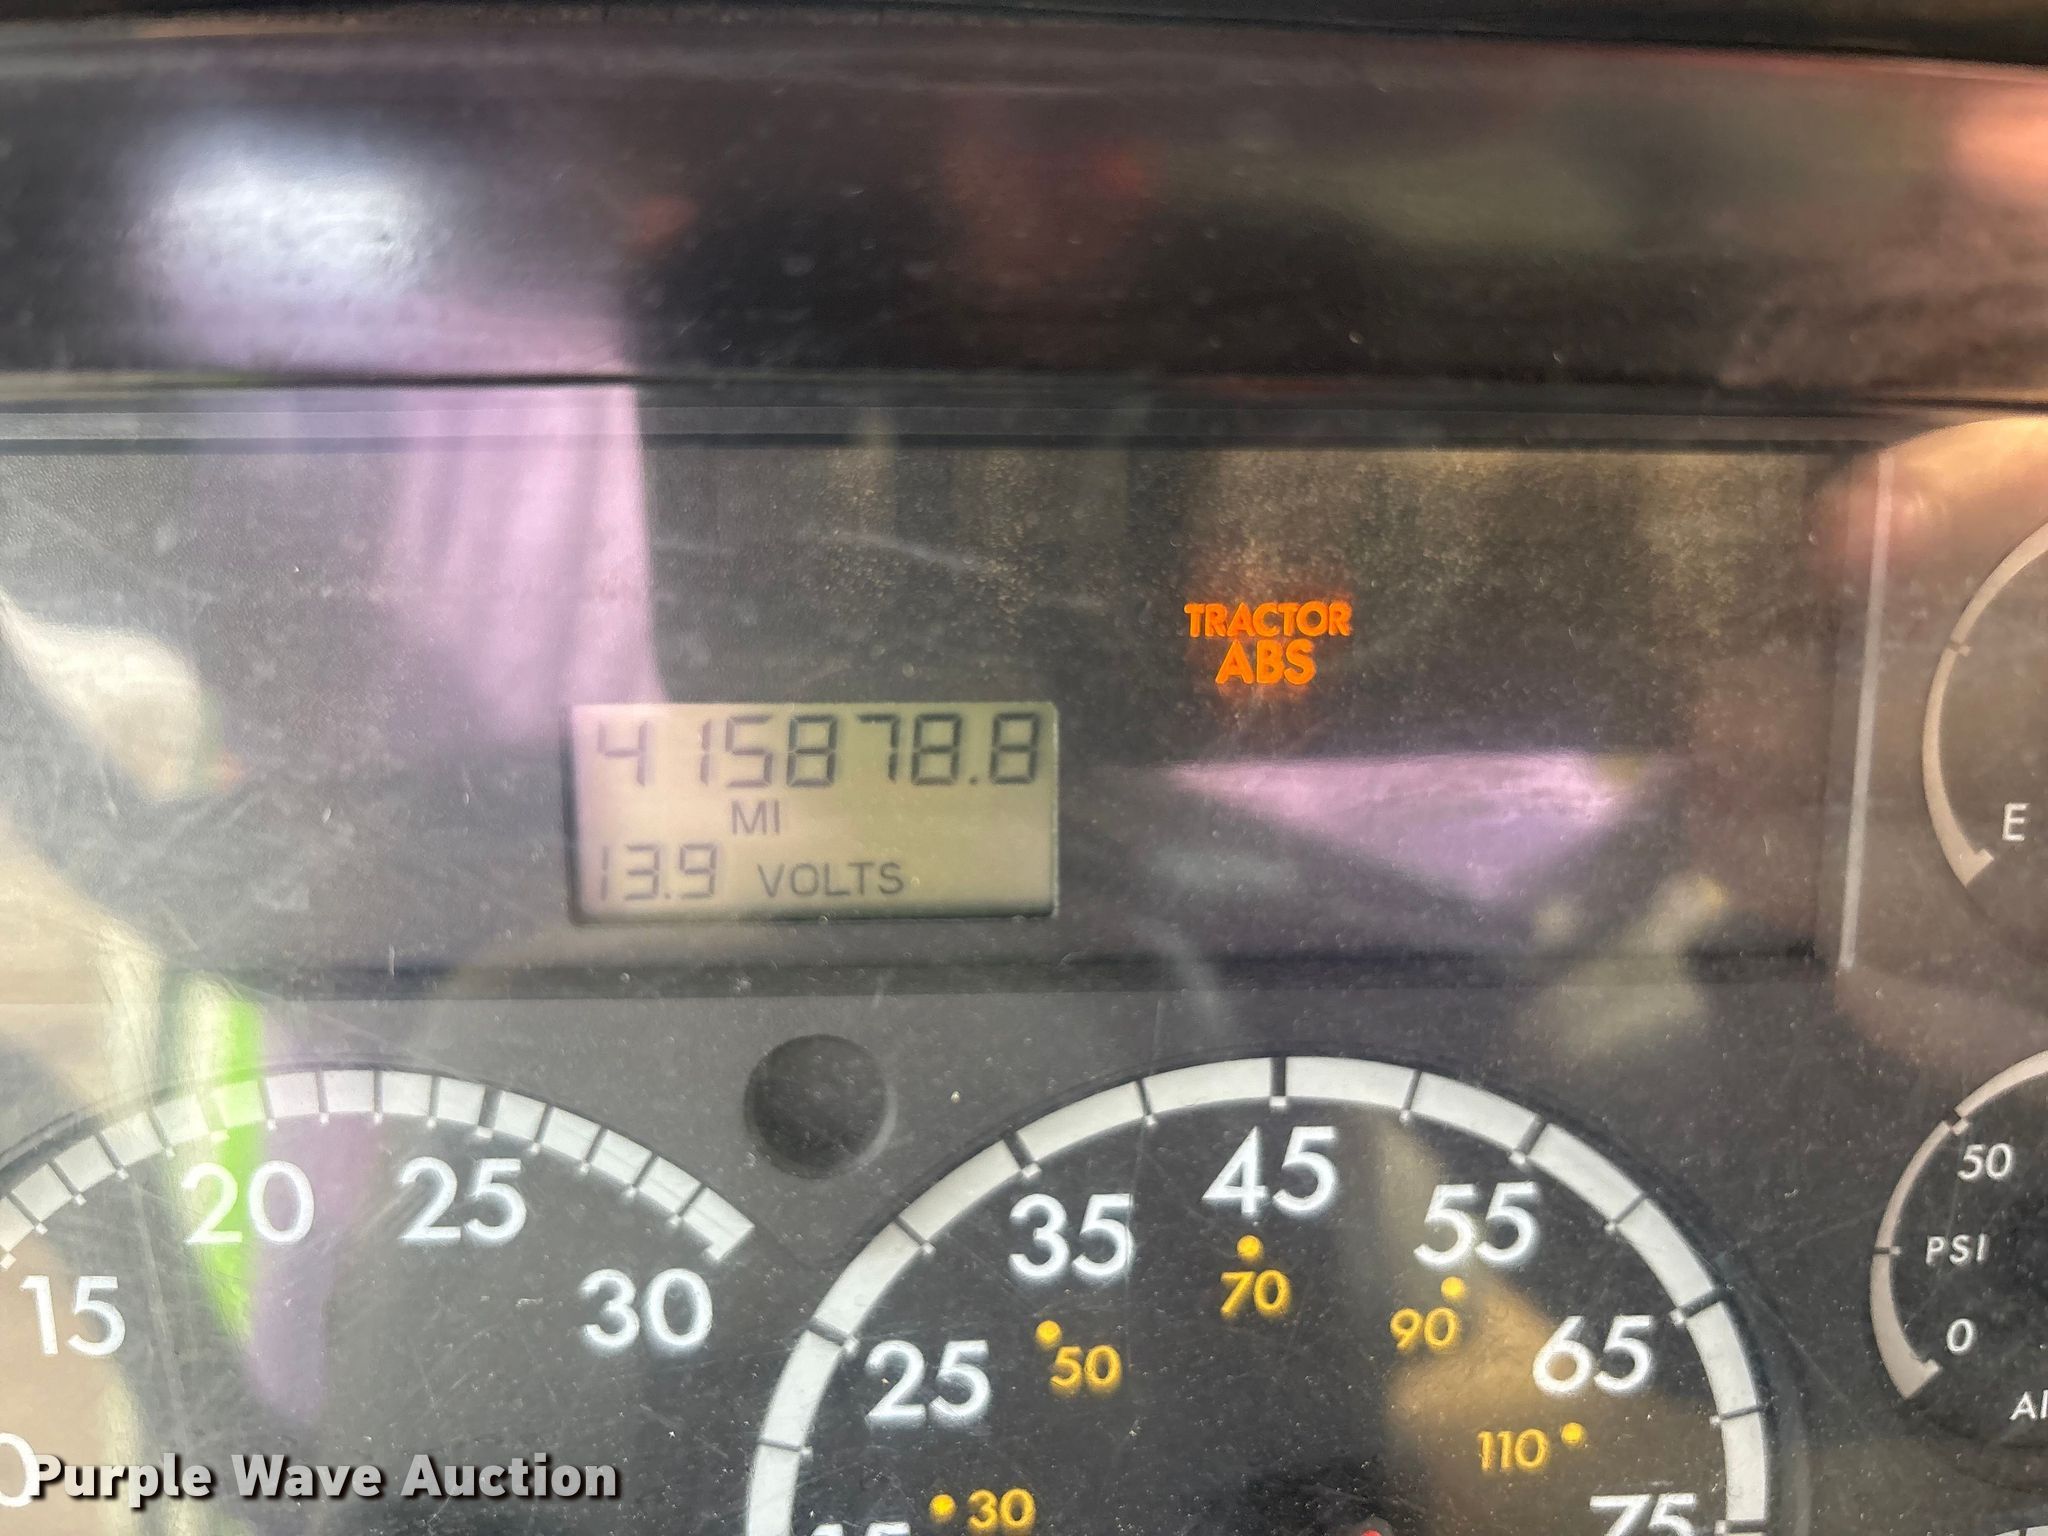 TRACTOR
ABS
415878.8
MI
13.9 VOLTS
E
15 20 25 30
25 35 45 55 65 75
30 50 70 90 110
50
PSI
0
Purple Wave Auction